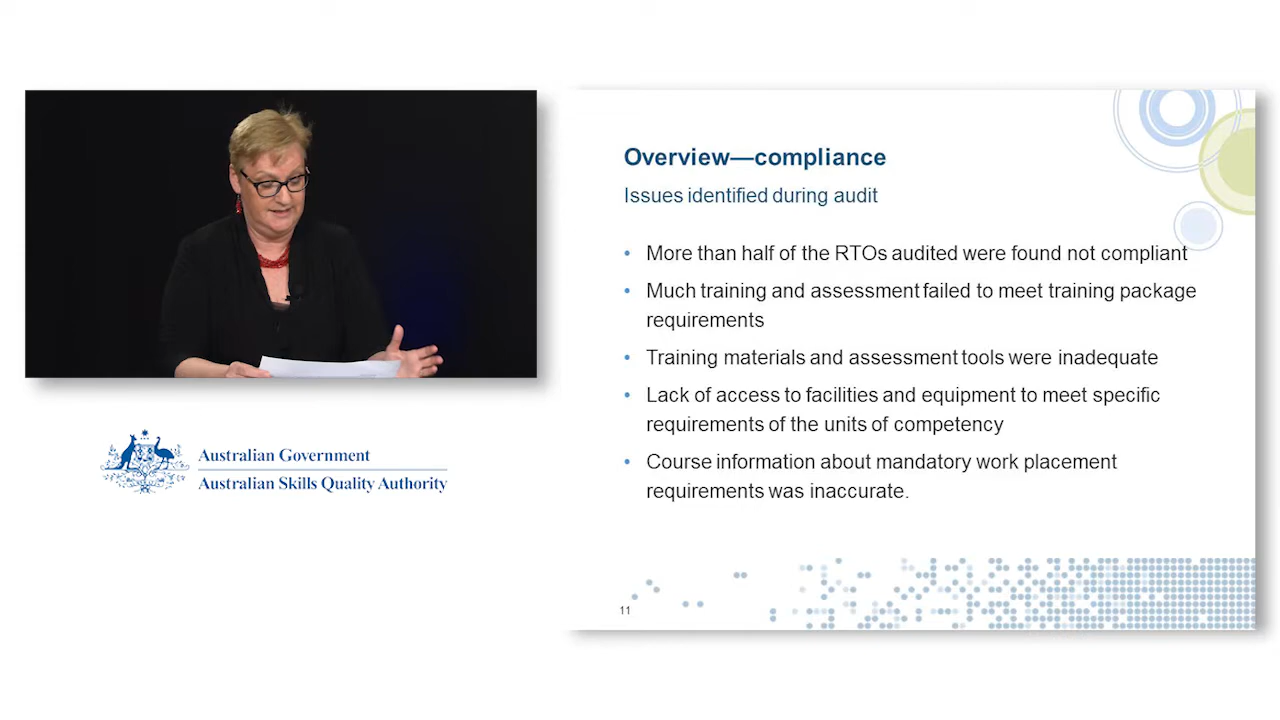 Australian Government
Australian Skills Quality Authority
Overview—compliance
Issues identified during audit
• More than half of the RTOs audited were found not compliant
• Much training and assessment failed to meet training package
requirements
• Training materials and assessment tools were inadequate
• Lack of access to facilities and equipment to meet specific
requirements of the units of competency
• Course information about mandatory work placement
requirements was inaccurate.
11